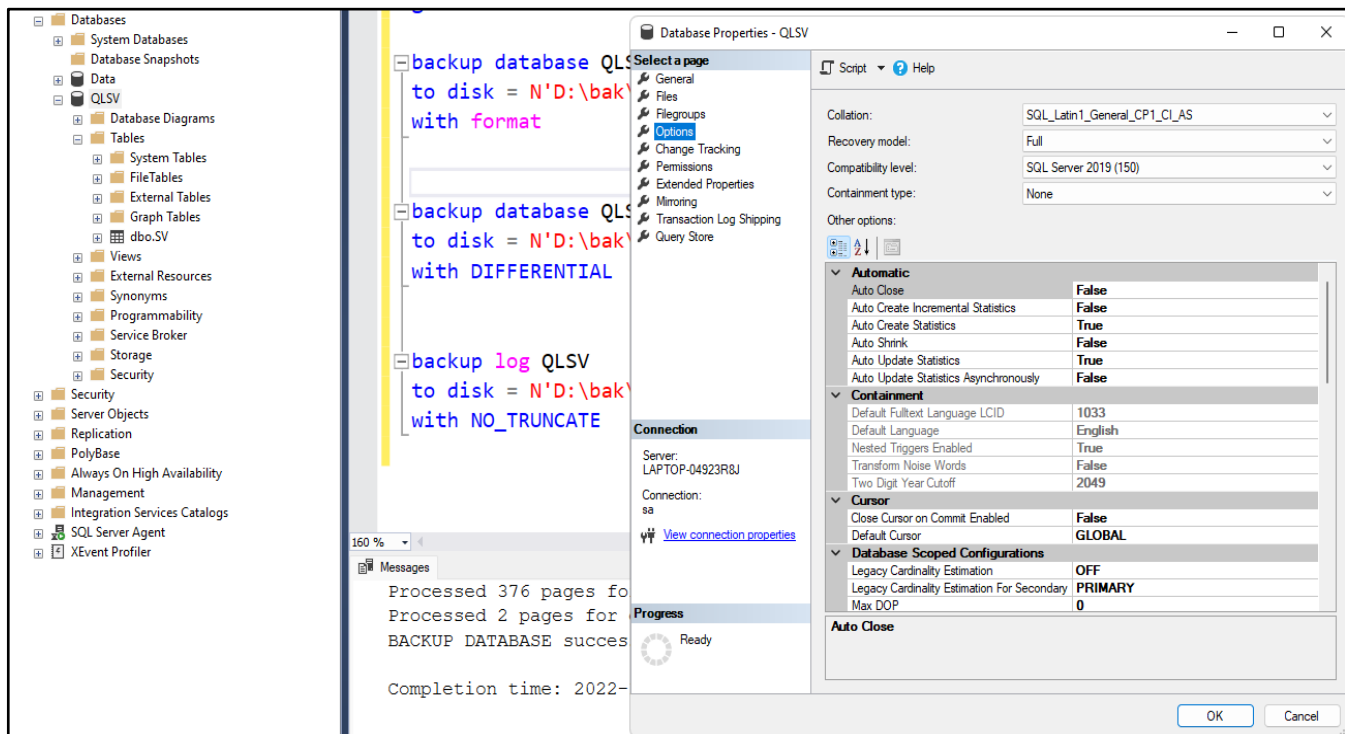 Databases
System Databases
Database Snapshots
Data
QLSV
Database Diagrams
Tables
System Tables
FileTables
External Tables
Graph Tables
dbo.SV
Views
External Resources
Synonyms
Programmability
Service Broker
Storage
Security
Security
Server Objects
Replication
PolyBase
Always On High Availability
Management
Integration Services Catalogs
SQL Server Agent
XEvent Profiler
backup database
to disk = N'D:\bak\
with format
backup database
to disk = N'D:\bak\
with DIFFERENTIAL
backup log QLSV
to disk = N'D:\bak\
with NO_TRUNCATE
160 %
Messages
Processed 376 pages fo
Processed 2 pages for
BACKUP DATABASE succes
Completion time: 2022-
Database Properties - QLSV
Select a page
General
Files
Filegroups
Options
Change Tracking
Permissions
Extended Properties
Mirroring
Transaction Log Shipping
Query Store
Connection
Server:
LAPTOP-04923R8J
Connection:
sa
View connection properties
Progress
Ready
Script Help
Collation: SQL_Latin1_General_CP1_CI_AS
Recovery model: Full
Compatibility level: SQL Server 2019 (150)
Containment type: None
Other options:
Automatic
Auto Close False
Auto Create Incremental Statistics False
Auto Create Statistics True
Auto Shrink False
Auto Update Statistics True
Auto Update Statistics Asynchronously False
Containment
Default Fulltext Language LCID 1033
Default Language English
Nested Triggers Enabled True
Transform Noise Words False
Two Digit Year Cutoff 2049
Cursor
Close Cursor on Commit Enabled False
Default Cursor GLOBAL
Database Scoped Configurations
Legacy Cardinality Estimation OFF
Legacy Cardinality Estimation For Secondary PRIMARY
Max DOP 0
Auto Close
OK Cancel